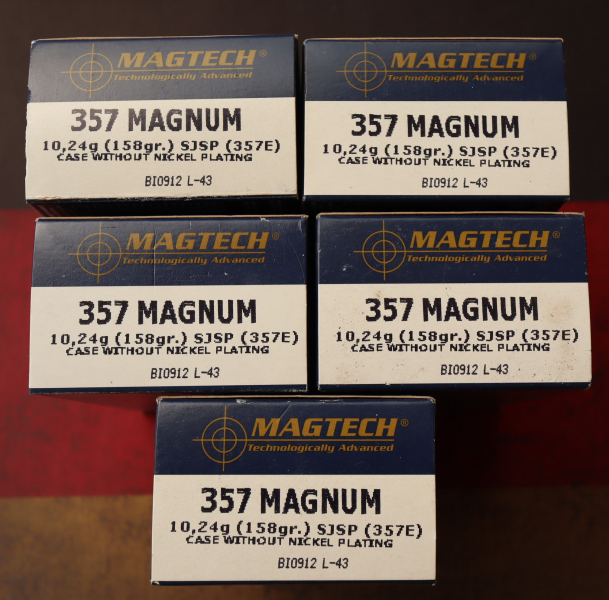 MAGTECH®
Technologically Advanced
357 MAGNUM
10,24g (158gr.) SJSP (357E)
CASE WITHOUT NICKEL PLATING
BI0912 L-43
MAGTECH®
Technologically Advanced
357 MAGNUM
10,24g (158gr.) SJSP (357E)
CASE WITHOUT NICKEL PLATING
BI0912 L-43
MAGTECH®
Technologically Advanced
357 MAGNUM
10,24g (158gr.) SJSP (357E)
CASE WITHOUT NICKEL PLATING
BI0912 L-43
MAGTECH®
Technologically Advanced
357 MAGNUM
10,24g (158gr.) SJSP (357E)
CASE WITHOUT NICKEL PLATING
BI0912 L-43
MAGTECH®
Technologically Advanced
357 MAGNUM
10,24g (158gr.) SJSP (357E)
CASE WITHOUT NICKEL PLATING
BI0912 L-43